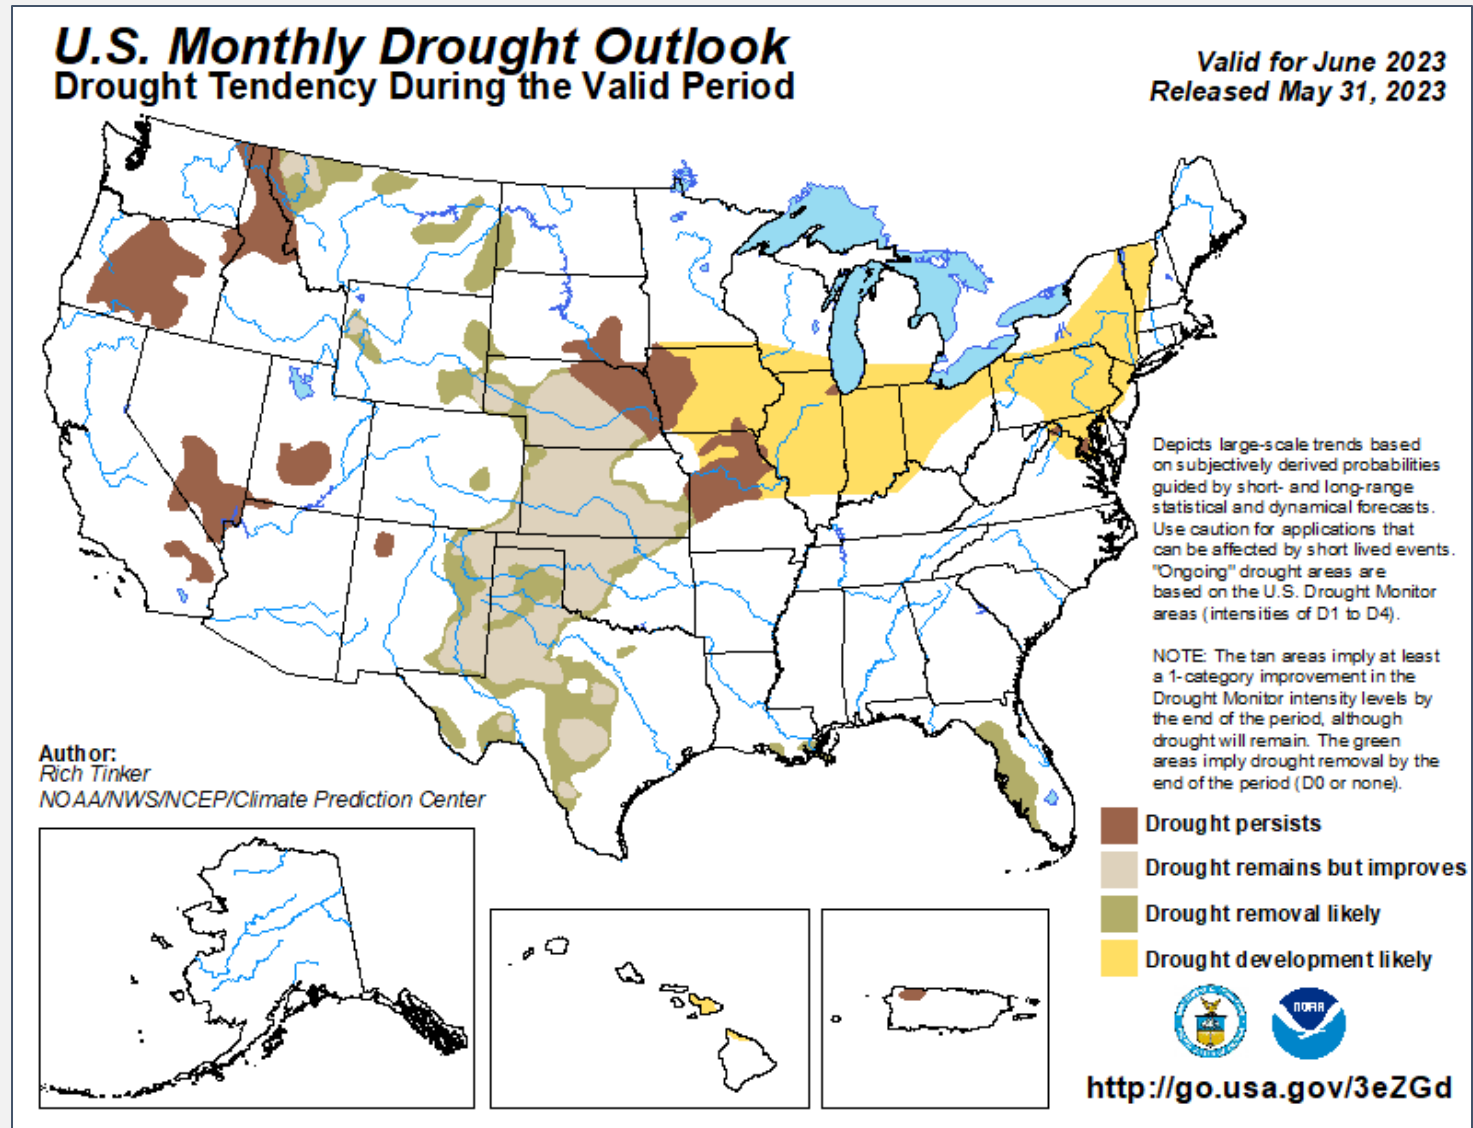 U.S. Monthly Drought Outlook
Drought Tendency During the Valid Period
Valid for June 2023
Released May 31, 2023
Depicts large-scale trends based
on subjectively derived probabilities
guided by short- and long-range
statistical and dynamical forecasts.
Use caution for applications that
can be affected by short lived events.
"Ongoing" drought areas are
based on the U.S. Drought Monitor
areas (intensities of D1 to D4).
NOTE: The tan areas imply at least
a 1-category improvement in the
Drought Monitor intensity levels by
the end of the period, although
drought will remain. The green
areas imply drought removal by the
end of the period (D0 or none).
Author:
Rich Tinker
NOAA/NWS/NCEP/Climate Prediction Center
Drought persists
Drought remains but improves
Drought removal likely
Drought development likely
NOAA
http://go.usa.gov/3eZGd